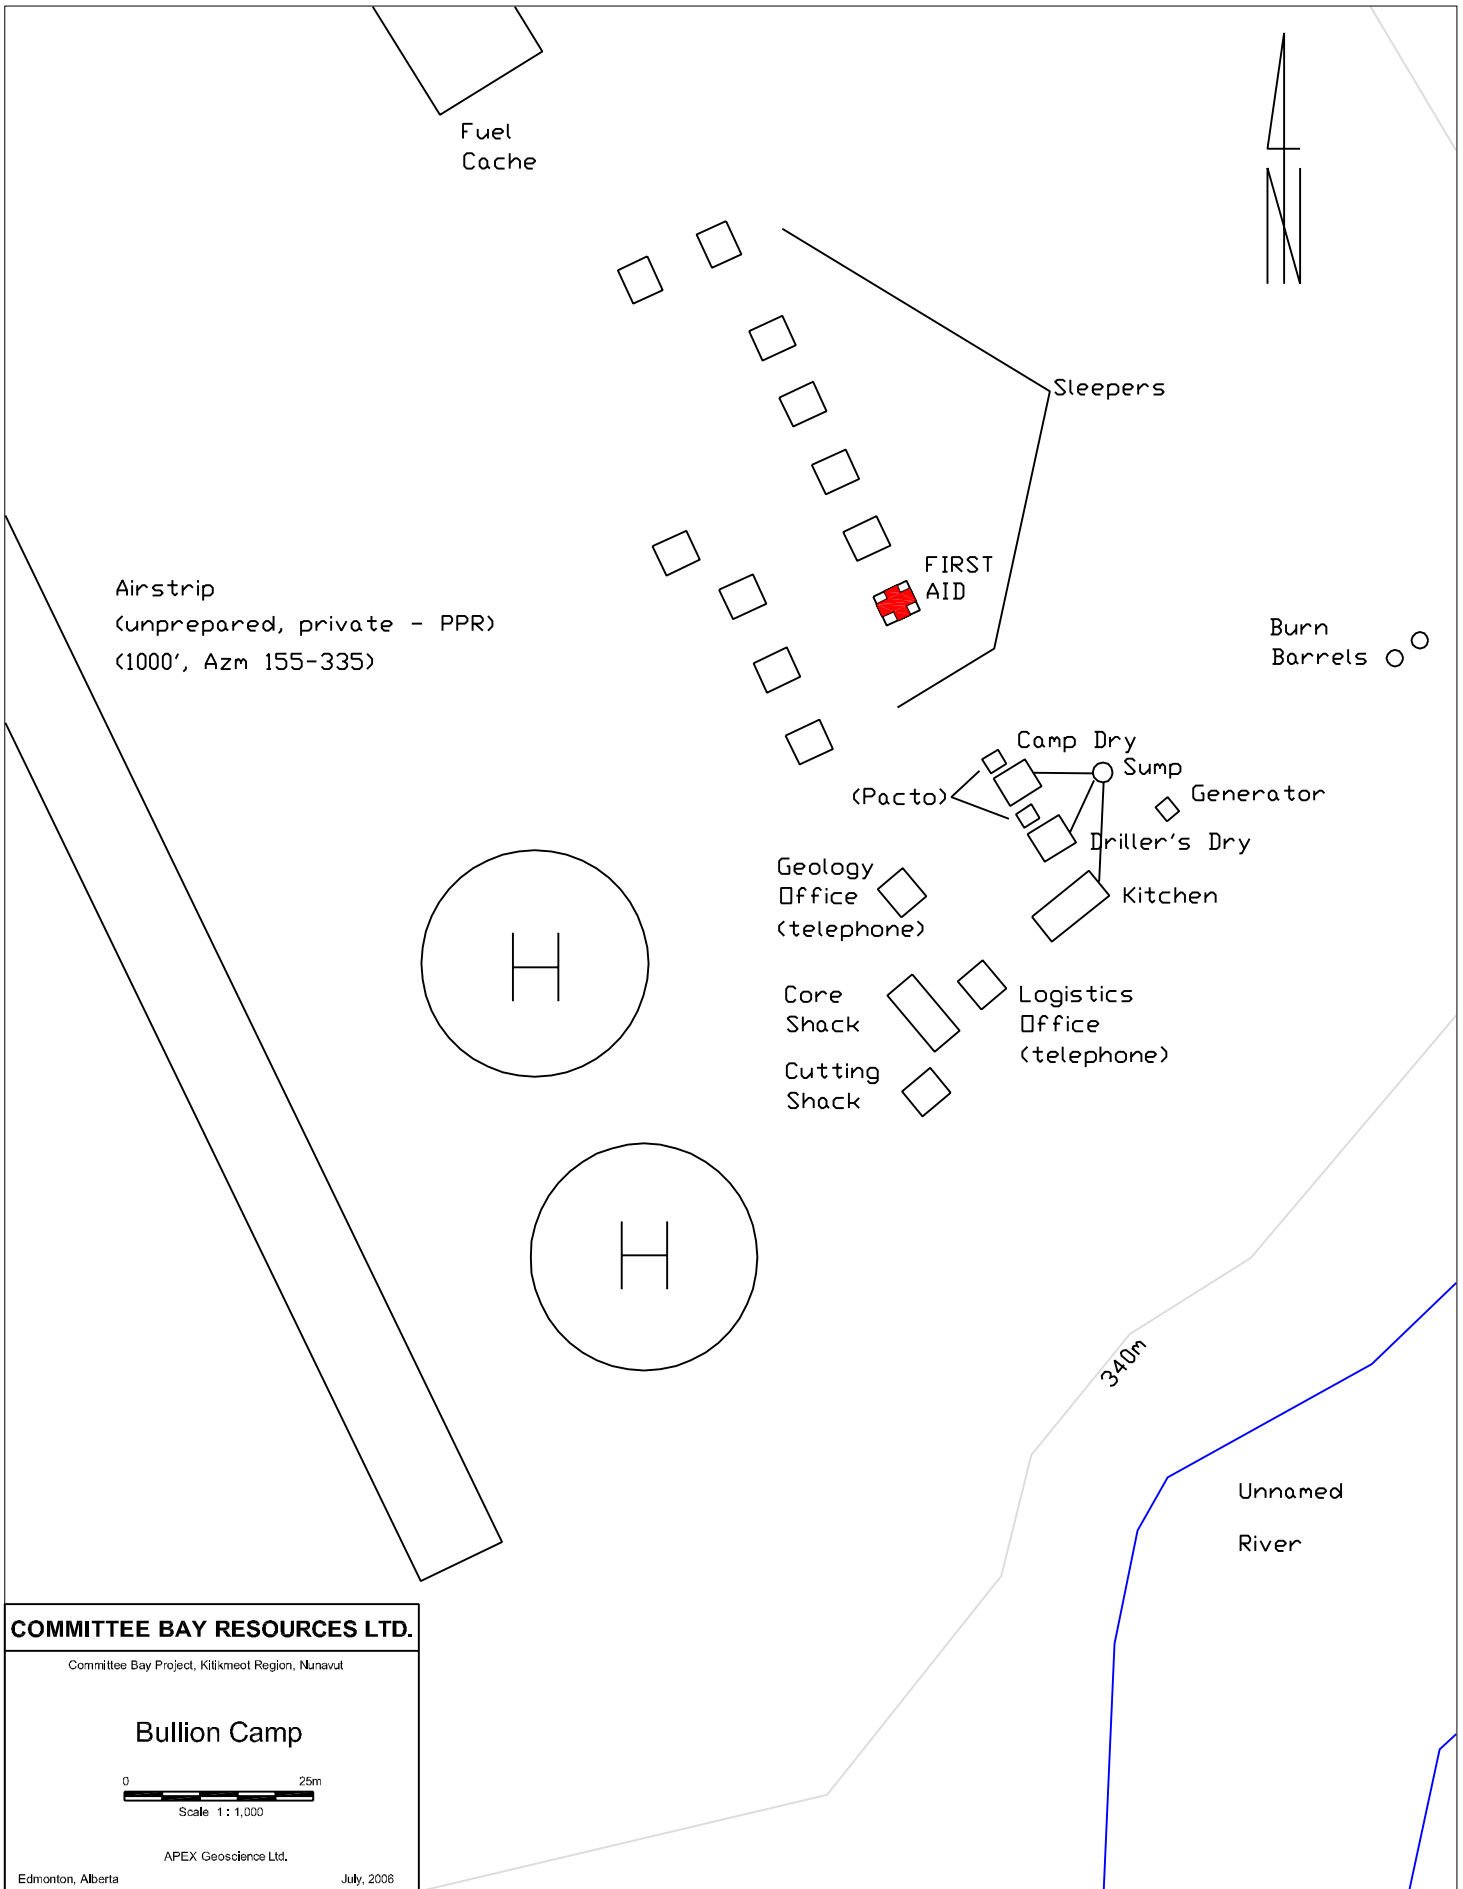 Fuel
Cache
Sleepers
FIRST
AID
Airstrip
(unprepared, private - PPR)
(1000', Azm 155-335)
Burn
Barrels
Camp Dry
Sump
(Pacto)
Generator
Driller's Dry
Geology
Office
(telephone)
Kitchen
Core
Shack
Logistics
Office
(telephone)
Cutting
Shack
H
H
N
340m
Unnamed
River
COMMITTEE BAY RESOURCES LTD.
Committee Bay Project, Kitikmeot Region, Nunavut
Bullion Camp
0 25m
Scale 1 : 1,000
APEX Geoscience Ltd.
Edmonton, Alberta July, 2006